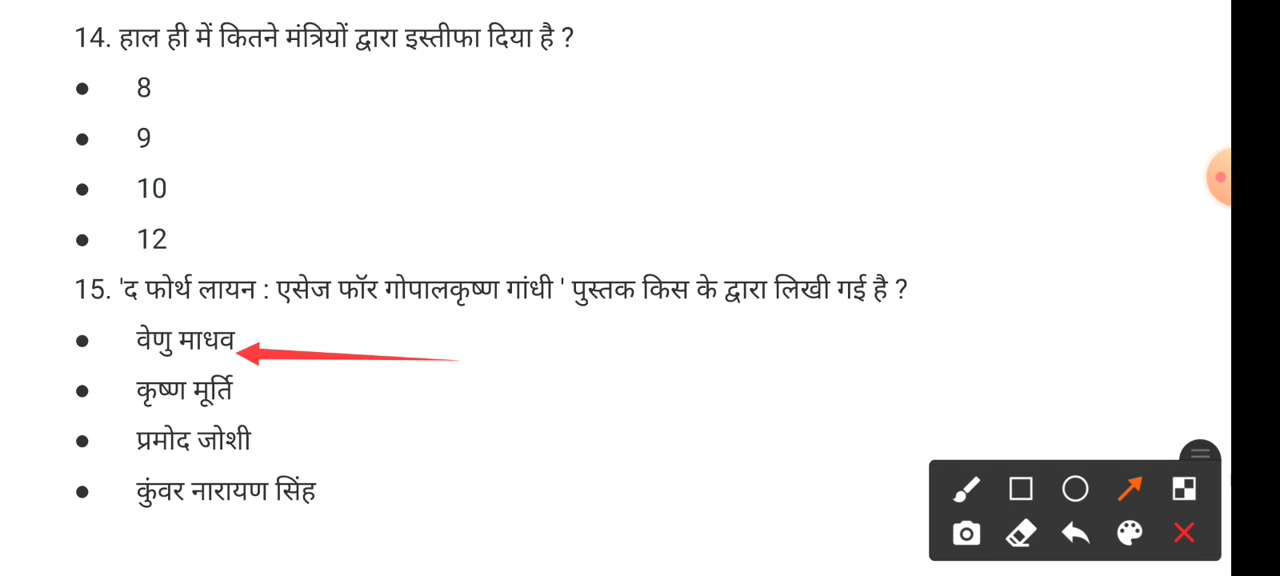 14. हाल ही में कितने मंत्रियों द्वारा इस्तीफा दिया है ?
● 8
● 9
● 10
● 12
15. 'द फोर्थ लायन : एसेज फॉर गोपालकृष्ण गांधी ' पुस्तक किस के द्वारा लिखी गई है ?
● वेणु माधव
● कृष्ण मूर्ति
● प्रमोद जोशी
● कुंवर नारायण सिंह